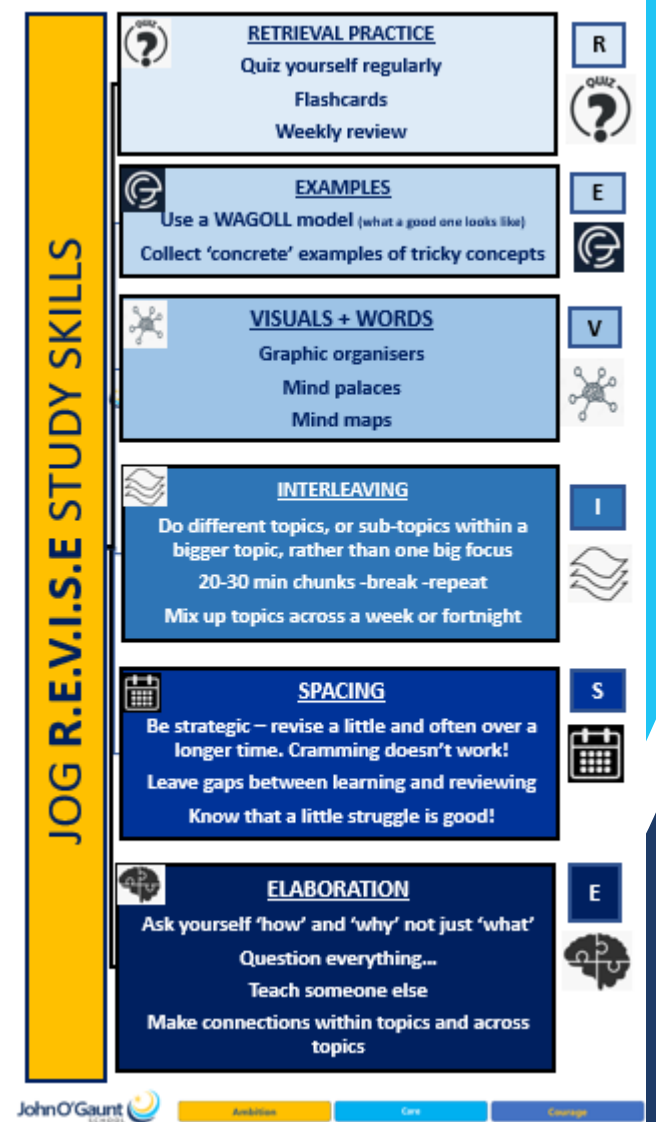 JOG R.E.V.I.S.E STUDY SKILLS
RETRIEVAL PRACTICE
Quiz yourself regularly
Flashcards
Weekly review
R
QUIZ
?
EXAMPLES
Use a WAGOLL model (what a good one looks like)
Collect ‘concrete’ examples of tricky concepts
E
VISUALS + WORDS
Graphic organisers
Mind palaces
Mind maps
V
INTERLEAVING
Do different topics, or sub-topics within a
bigger topic, rather than one big focus
20-30 min chunks -break -repeat
Mix up topics across a week or fortnight
I
SPACING
Be strategic – revise a little and often over a
longer time. Cramming doesn’t work!
Leave gaps between learning and reviewing
Know that a little struggle is good!
S
ELABORATION
Ask yourself ‘how’ and ‘why’ not just ‘what’
Question everything...
Teach someone else
Make connections within topics and across
topics
E
John O’Gaunt
SCHOOL
Ambition
Care
Courage